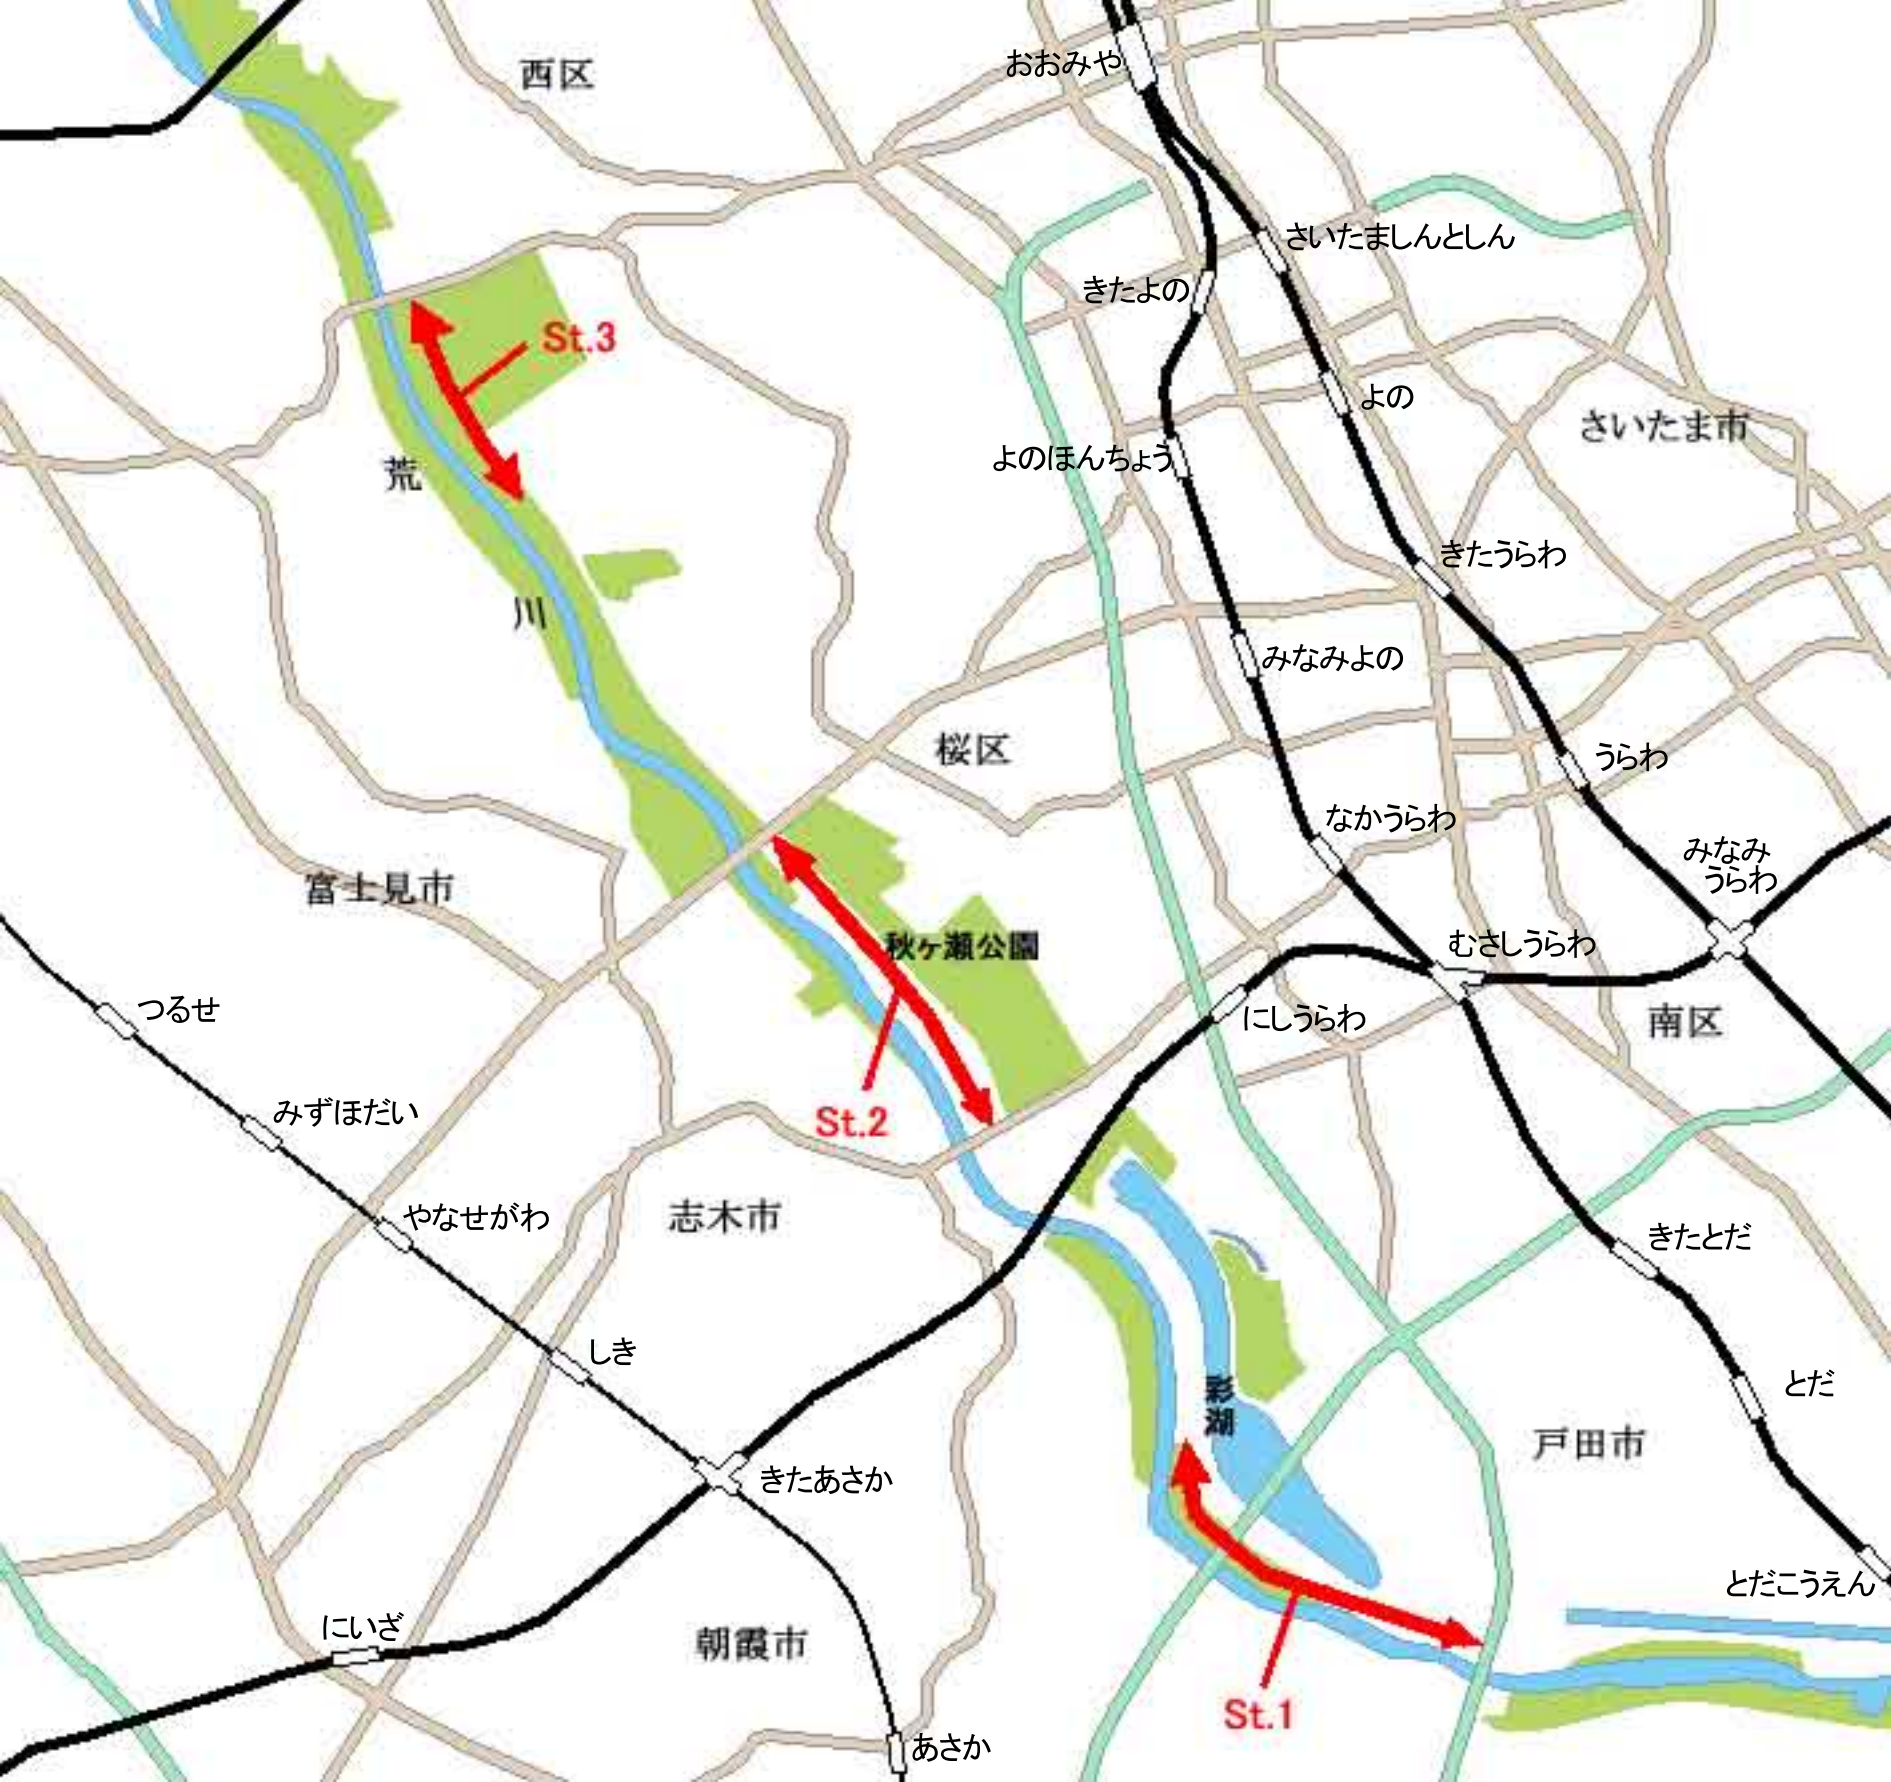 西区
おおみや
さいたましんとしん
きたよの
St.3
よの
さいたま市
よのほんちょう
荒
川
きたうらわ
みなみよの
桜区
うらわ
なかうらわ
みなみ
うらわ
富士見市
秋ヶ瀬公園
むさしうらわ
つるせ
にしうらわ
南区
みずほだい
St.2
やなせがわ
志木市
きたとだ
しき
とだ
彩湖
戸田市
きたあさか
とだこうえん
にいざ
朝霞市
St.1
あさか